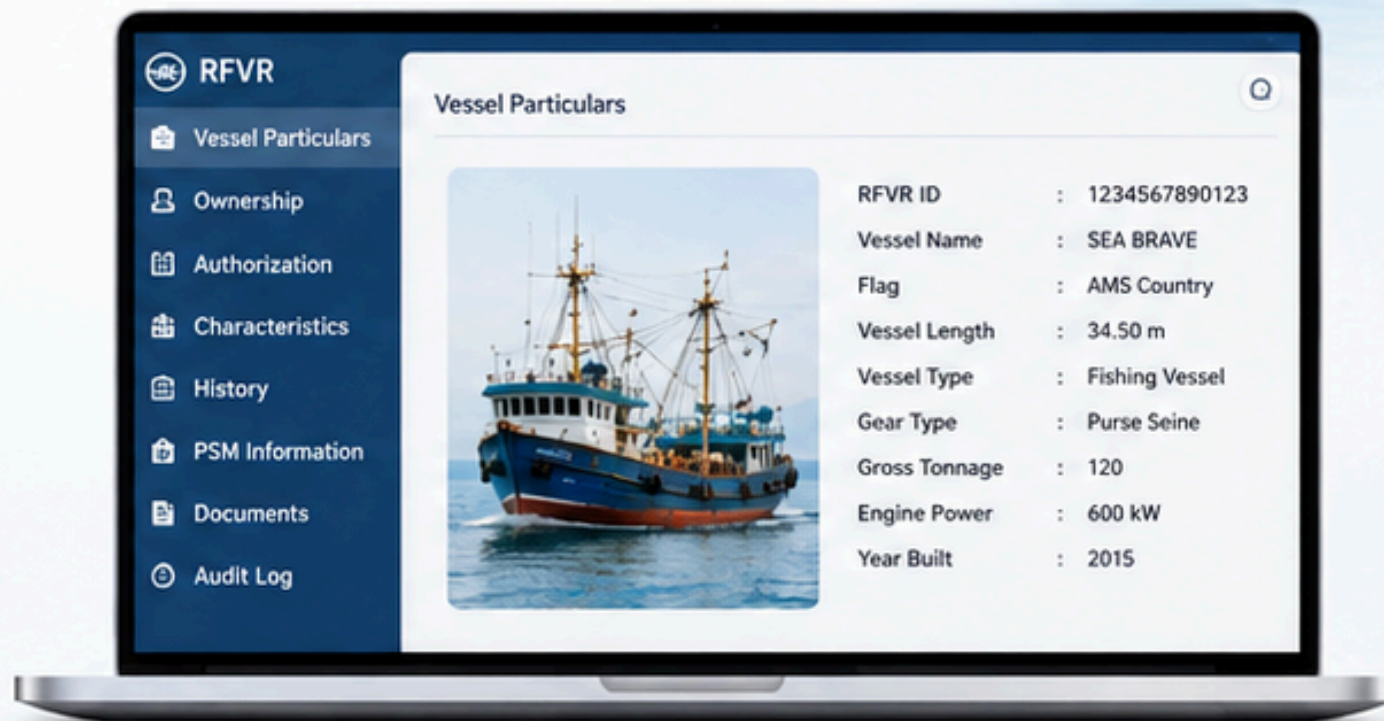 RFVR
Vessel Particulars
Ownership
Authorization
Characteristics
History
PSM Information
Documents
Audit Log
Vessel Particulars
RFVR ID : 1234567890123
Vessel Name : SEA BRAVE
Flag : AMS Country
Vessel Length : 34.50 m
Vessel Type : Fishing Vessel
Gear Type : Purse Seine
Gross Tonnage : 120
Engine Power : 600 kW
Year Built : 2015